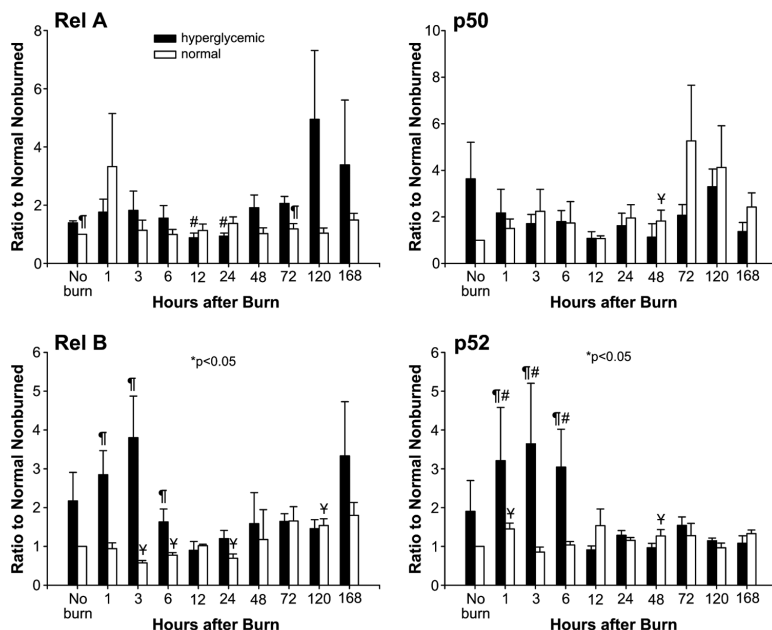 Rel A
hyperglycemic
normal
Ratio to Normal Nonburned
8
6
4
2
0
¶
#
#
¶
No burn 1 3 6 12 24 48 72 120 168
Hours after Burn
p50
Ratio to Normal Nonburned
10
8
6
4
2
0
¥
No burn 1 3 6 12 24 48 72 120 168
Hours after Burn
Rel B
*p<0.05
Ratio to Normal Nonburned
6
5
4
3
2
1
0
¶
¶
¥
¶
¥
¥
¥
No burn 1 3 6 12 24 48 72 120 168
Hours after Burn
p52
*p<0.05
Ratio to Normal Nonburned
6
5
4
3
2
1
0
¶#
¥
¶#
¶#
¥
No burn 1 3 6 12 24 48 72 120 168
Hours after Burn